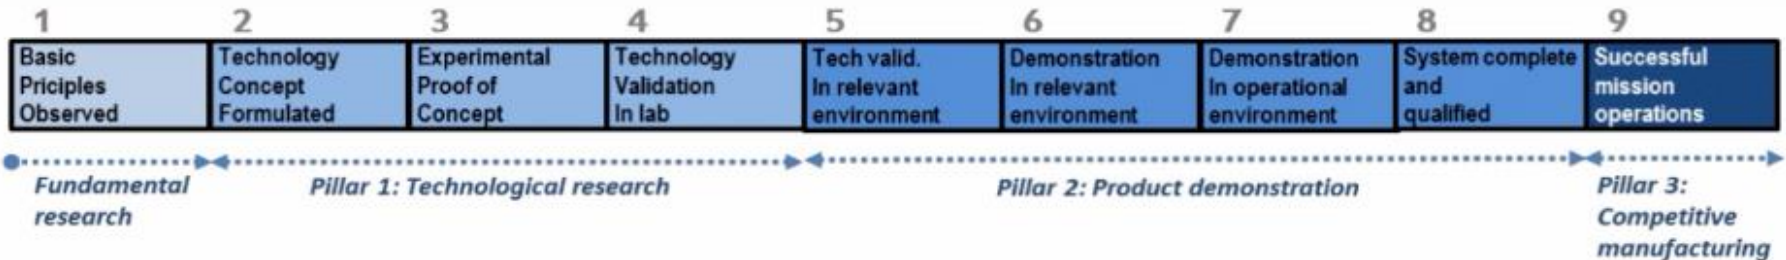 1 2 3 4 5 6 7 8 9
Basic
Priciples
Observed
Technology
Concept
Formulated
Experimental
Proof of
Concept
Technology
Validation
In lab
Tech valid.
In relevant
environment
Demonstration
In relevant
environment
Demonstration
In operational
environment
System complete
and
qualified
Successful
mission
operations
Fundamental
research
Pillar 1: Technological research
Pillar 2: Product demonstration
Pillar 3:
Competitive
manufacturing